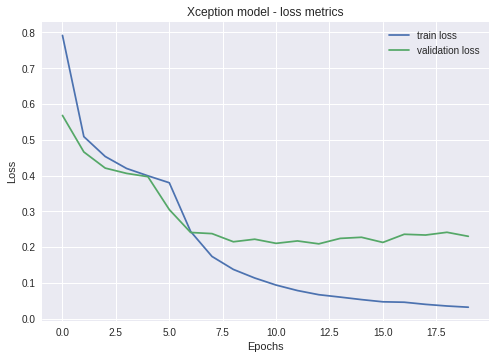 Xception model - loss metrics
train loss
validation loss
0.8
0.7
0.6
0.5
0.4
0.3
0.2
0.1
0.0
Loss
0.0 2.5 5.0 7.5 10.0 12.5 15.0 17.5
Epochs